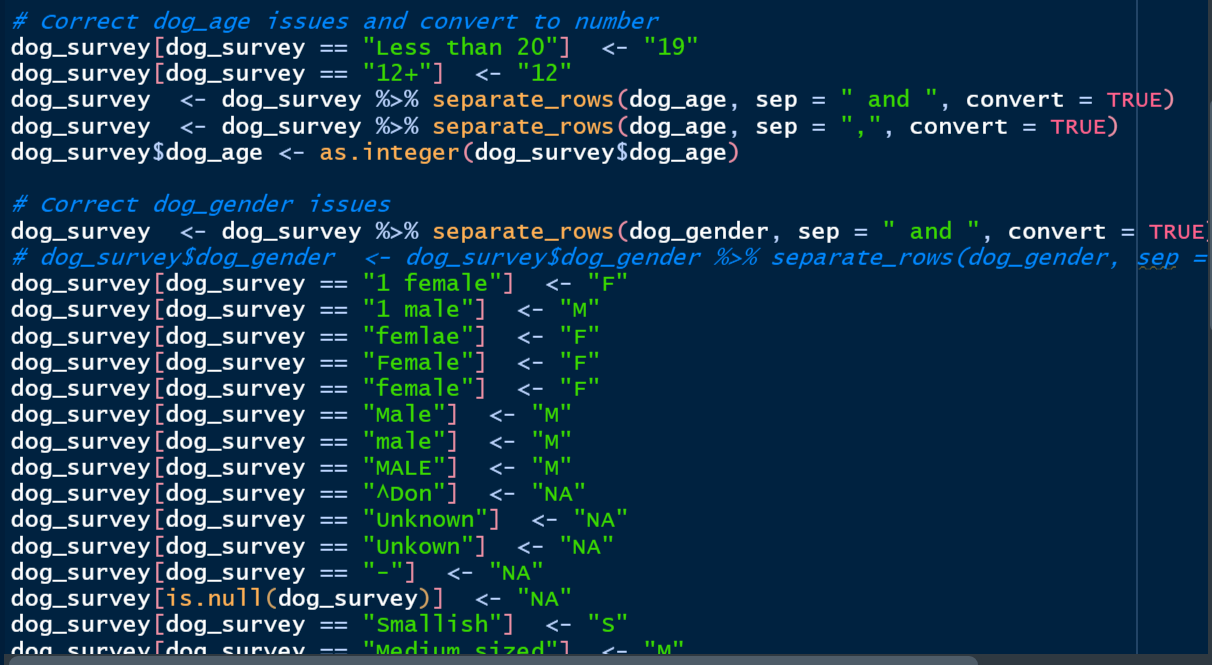 # Correct dog_age issues and convert to number
dog_survey[dog_survey == "Less than 20"]  <- "19"
dog_survey[dog_survey == "12+"]  <- "12"
dog_survey  <- dog_survey %>% separate_rows(dog_age, sep = " and ", convert = TRUE)
dog_survey  <- dog_survey %>% separate_rows(dog_age, sep = ",", convert = TRUE)
dog_survey$dog_age <- as.integer(dog_survey$dog_age)

# Correct dog_gender issues
dog_survey  <- dog_survey %>% separate_rows(dog_gender, sep = " and ", convert = TRUE)
# dog_survey$dog_gender  <- dog_survey$dog_gender %>% separate_rows(dog_gender, sep =
dog_survey[dog_survey == "1 female"]  <- "F"
dog_survey[dog_survey == "1 male"]  <- "M"
dog_survey[dog_survey == "femlae"]  <- "F"
dog_survey[dog_survey == "Female"]  <- "F"
dog_survey[dog_survey == "female"]  <- "F"
dog_survey[dog_survey == "Male"]  <- "M"
dog_survey[dog_survey == "male"]  <- "M"
dog_survey[dog_survey == "MALE"]  <- "M"
dog_survey[dog_survey == "^Don"]  <- "NA"
dog_survey[dog_survey == "Unknown"]  <- "NA"
dog_survey[dog_survey == "Unkown"]  <- "NA"
dog_survey[dog_survey == "-"]  <- "NA"
dog_survey[is.null(dog_survey)]  <- "NA"
dog_survey[dog_survey == "Smallish"]  <- "S"
dog_survey[dog_survey == "Medium sized"]  <- "M"